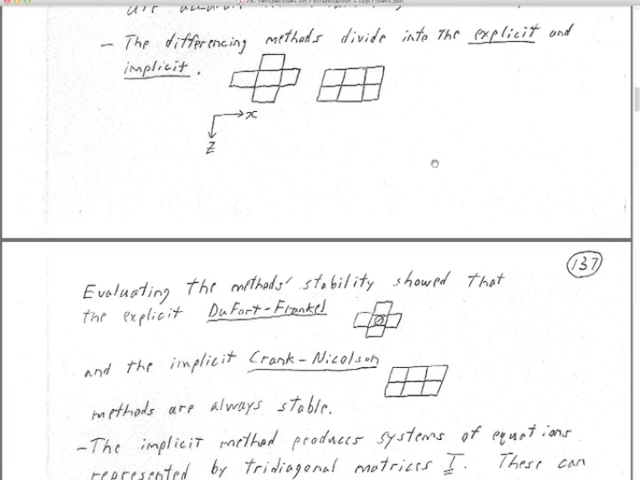 – The differencing methods divide into the explicit and
implicit.
x
z
137
Evaluating the methods' stability showed that
the explicit DuFort-Frankel
and the implicit Crank-Nicolson
methods are always stable.
– The implicit method produces systems of equations
represented by tridiagonal matrices T. These can